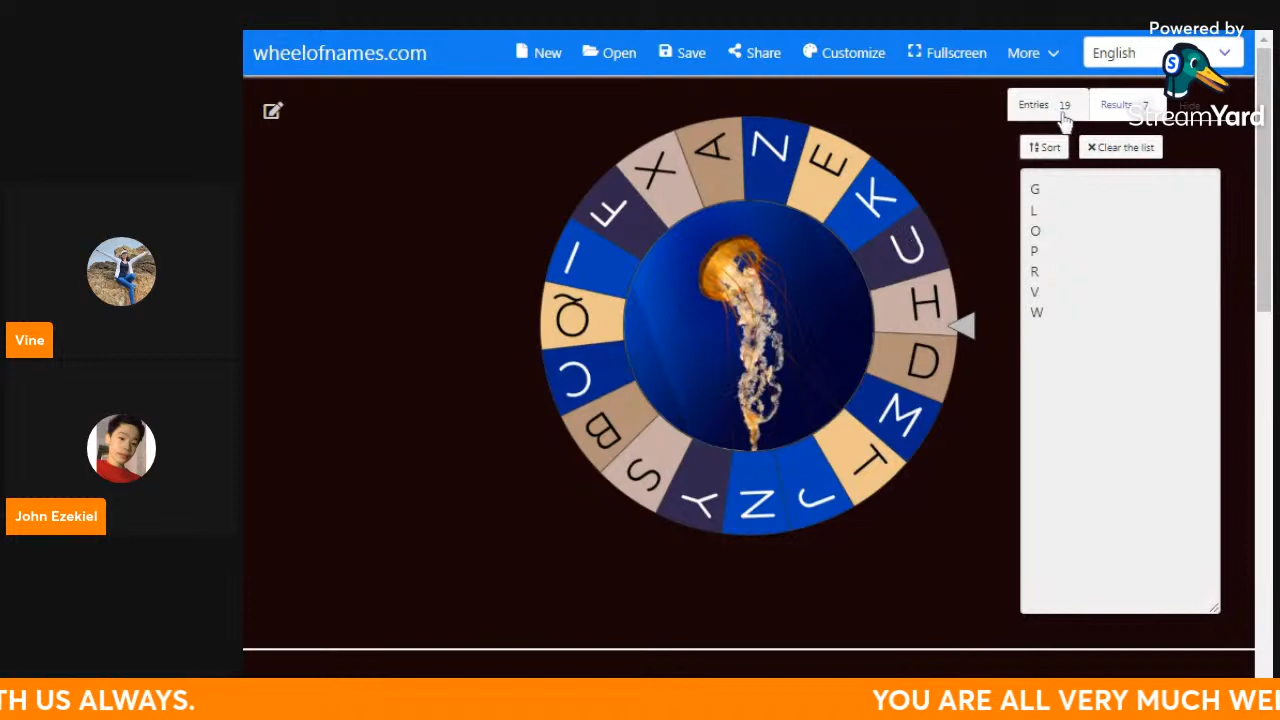 Powered by
StreamYard
wheelofnames.com
New
Open
Save
Share
Customize
Fullscreen
More
English
Entries 19
Results 7
Hide
Sort
Clear the list
G
L
O
P
R
V
W
A
N
E
K
U
H
D
M
T
J
Z
Y
S
B
C
Q
I
F
X
Vine
John Ezekiel
TH US ALWAYS.
YOU ARE ALL VERY MUCH WE